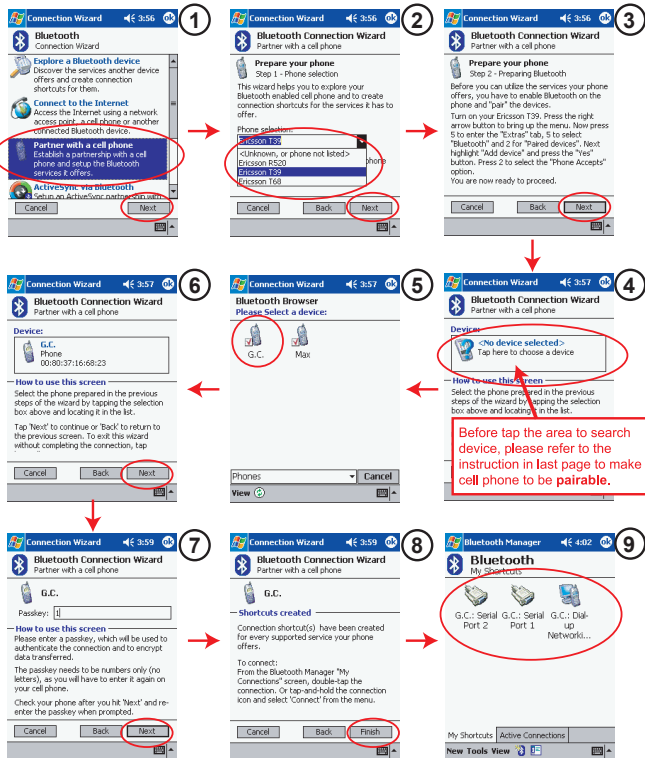 Connection Wizard 3:56 ok
1
Bluetooth
Connection Wizard
Explore a Bluetooth device
Discover the services another device
offers and create connection
shortcuts for them.
Connect to the Internet
Access the Internet using a network
access point, a cell phone or another
connected Bluetooth device.
Partner with a cell phone
Establish a partnership with a cell
phone and setup the Bluetooth
services it offers.
ActiveSync via Bluetooth
Setup an ActiveSync partnership with
Cancel Next
Connection Wizard 3:56 ok
2
Bluetooth Connection Wizard
Partner with a cell phone
Prepare your phone
Step 1 - Phone selection
This wizard helps you to explore your
Bluetooth enabled cell phone and to create
connection shortcuts for the services it has to
offer.
Phone selection:
Ericsson T39
<Unknown, or phone not listed>
Ericsson R520
phone
Ericsson T39
Ericsson T68
Cancel Back Next
Connection Wizard 3:56 ok
3
Bluetooth Connection Wizard
Partner with a cell phone
Prepare your phone
Step 2 - Preparing Bluetooth
Before you can utilize the services your phone
offers, you have to enable Bluetooth on the
phone and "pair" the devices.
Turn on your Ericsson T39. Press the right
arrow button to bring up the menu. Now press
5 to enter the "Extras" tab, 5 to select
"Bluetooth" and 2 for "Paired devices". Next
highlight "Add device" and press the "Yes"
button. Press 2 to select the "Phone Accepts"
option.
You are now ready to proceed.
Cancel Back Next
Connection Wizard 3:57 ok
4
Bluetooth Connection Wizard
Partner with a cell phone
Device:
<No device selected>
Tap here to choose a device
How to use this screen
Select the phone prepared in the previous
steps of the wizard by tapping the selection
box above and locating it in the list.
Before tap the area to search
device, please refer to the
instruction in last page to make
cell phone to be pairable.
Connection Wizard 3:57 ok
5
Bluetooth Browser
Please Select a device:
G.C. Max
Phones Cancel
View
Connection Wizard 3:57 ok
6
Bluetooth Connection Wizard
Partner with a cell phone
Device:
G.C.
Phone
00:80:37:16:68:23
How to use this screen
Select the phone prepared in the previous
steps of the wizard by tapping the selection
box above and locating it in the list.
Tap 'Next' to continue or 'Back' to return to
the previous screen. To exit this wizard
without completing the connection, tap
Cancel Back Next
Connection Wizard 3:59 ok
7
Bluetooth Connection Wizard
Partner with a cell phone
G.C.
Passkey: 1
How to use this screen
Please enter a passkey, which will be used to
authenticate the connection and to encrypt
data transferred.
The passkey needs to be numbers only (no
letters), as you will have to enter it again on
your cell phone.
Check your phone after you hit 'Next' and re-
enter the passkey when prompted.
Cancel Back Next
Connection Wizard 3:59 ok
8
Bluetooth Connection Wizard
Partner with a cell phone
G.C.
Shortcuts created
Connection shortcut(s) have been created
for every supported service your phone
offers.
To connect:
From the Bluetooth Manager "My
Connections" screen, double-tap the
connection. Or tap-and-hold the connection
icon and select 'Connect' from the menu.
Cancel Back Finish
Bluetooth Manager 4:02 ok
9
Bluetooth
My Shortcuts
G.C.: Serial G.C.: Serial G.C.: Dial-
Port 2 Port 1 up
Networki...
My Shortcuts Active Connections
New Tools View